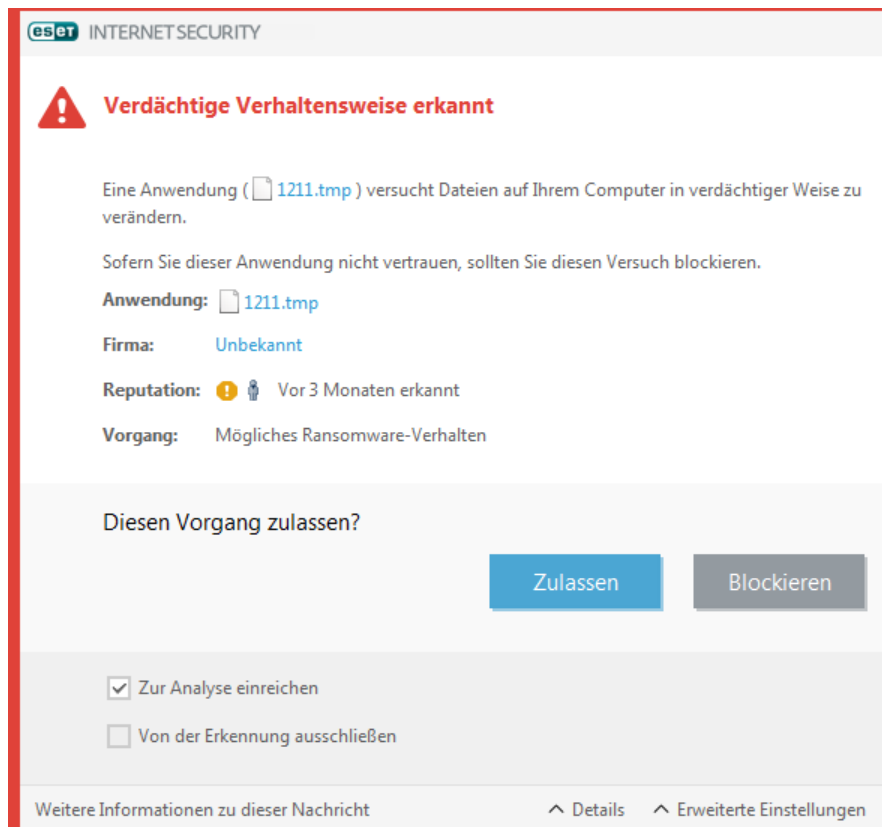 eset INTERNET SECURITY
Verdächtige Verhaltensweise erkannt
Eine Anwendung ( 1211.tmp ) versucht Dateien auf Ihrem Computer in verdächtiger Weise zu
verändern.
Sofern Sie dieser Anwendung nicht vertrauen, sollten Sie diesen Versuch blockieren.
Anwendung: 1211.tmp
Firma: Unbekannt
Reputation: Vor 3 Monaten erkannt
Vorgang: Mögliches Ransomware-Verhalten
Diesen Vorgang zulassen?
Zulassen Blockieren
Zur Analyse einreichen
Von der Erkennung ausschließen
Weitere Informationen zu dieser Nachricht Details Erweiterte Einstellungen